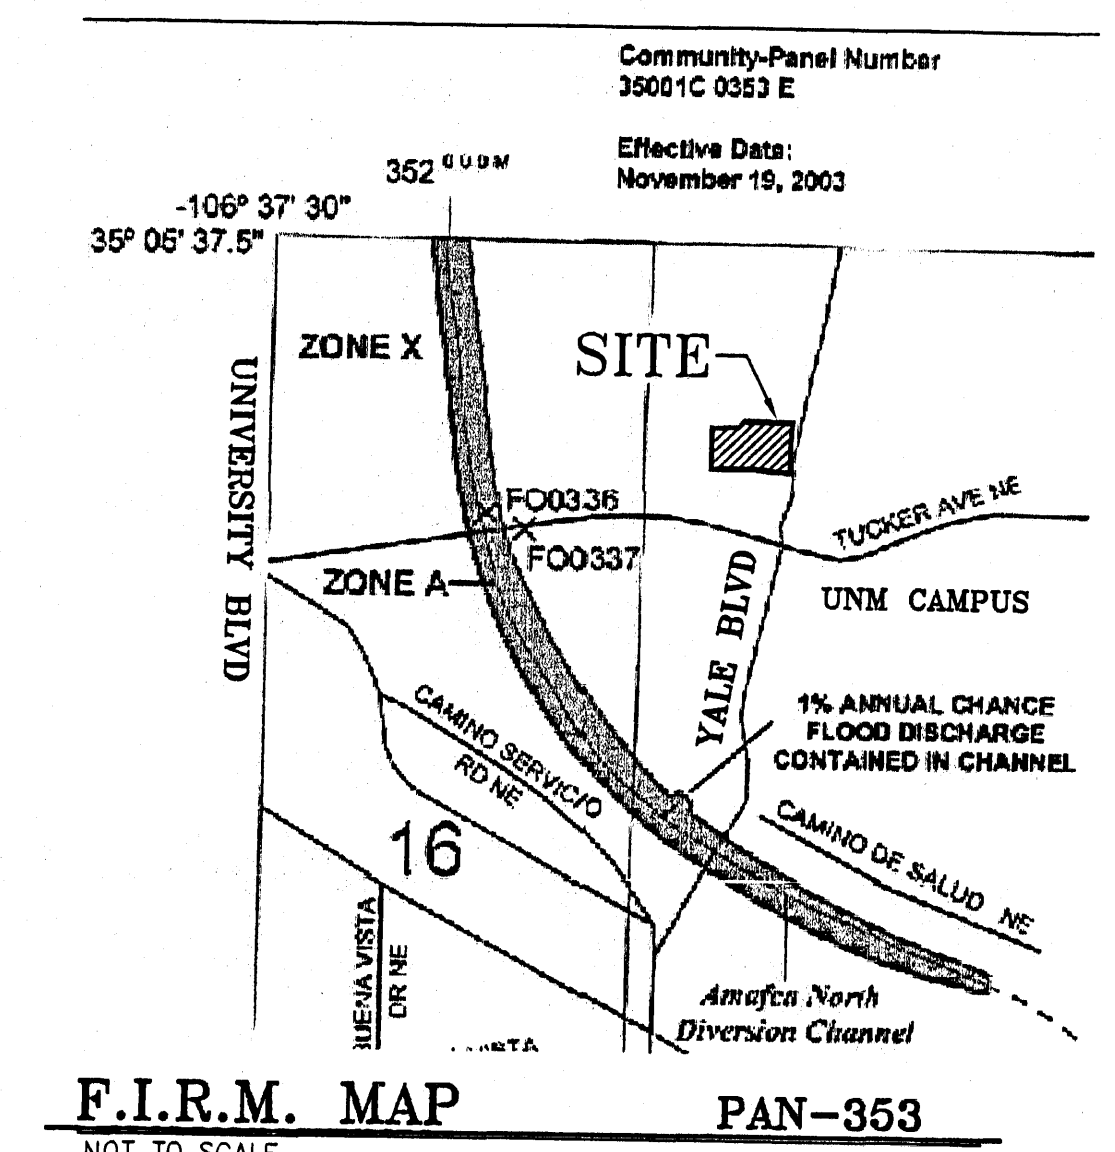 Community-Panel Number
35001C 0353 E
Effective Date:
November 19, 2003
352 000M
-106° 37' 30"
35° 05' 37.5"
ZONE X
SITE
UNIVERSITY BLVD
FO0336
FO0337
TUCKER AVE NE
ZONE A
UNM CAMPUS
YALE BLVD
1% ANNUAL CHANCE
FLOOD DISCHARGE
CONTAINED IN CHANNEL
CAMINO SERVICIO
RD NE
16
CAMINO DE SALUD NE
BUENA VISTA
DR NE
Amafca North
Diversion Channel
F.I.R.M. MAP
PAN-353
NOT TO SCALE